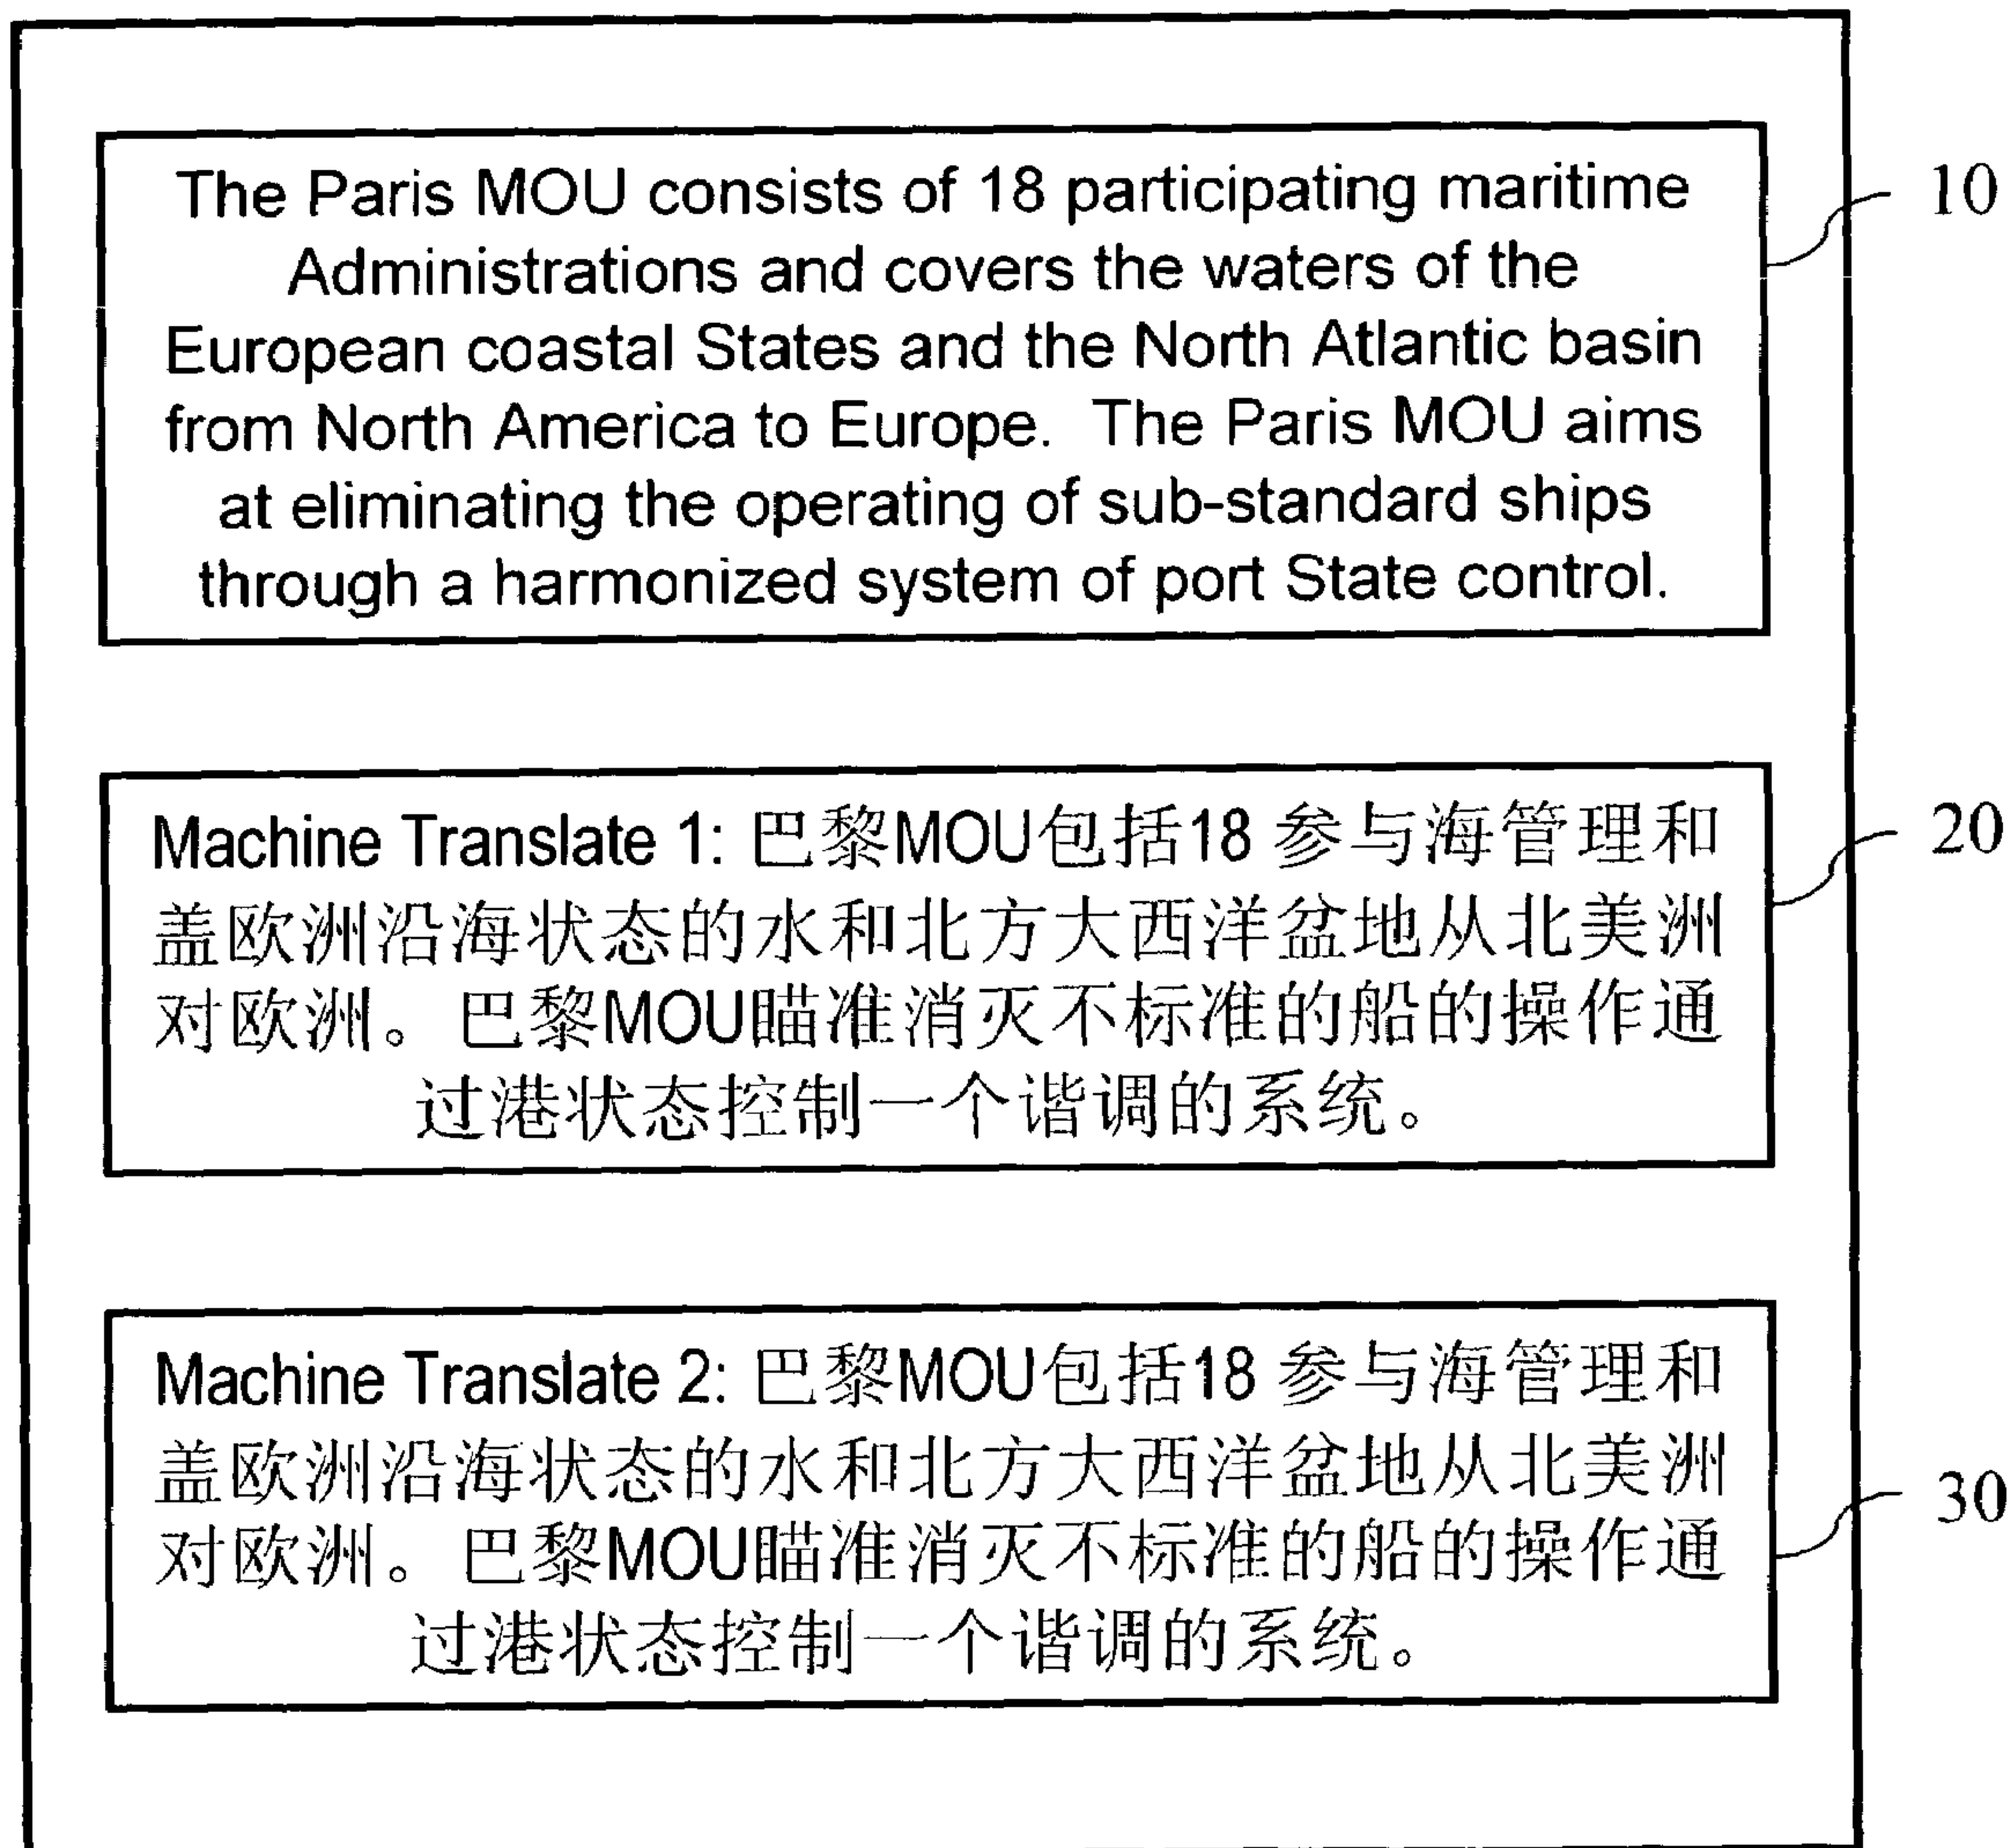 The Paris MOU consists of 18 participating maritime
Administrations and covers the waters of the
European coastal States and the North Atlantic basin
from North America to Europe. The Paris MOU aims
at eliminating the operating of sub-standard ships
through a harmonized system of port State control.
10
Machine Translate 1: 巴黎MOU包括18 参与海管理和
盖欧洲沿海状态的水和北方大西洋盆地从北美洲
对欧洲。巴黎MOU瞄准消灭不标准的船的操作通
过港状态控制一个谐调的系统。
20
Machine Translate 2: 巴黎MOU包括18 参与海管理和
盖欧洲沿海状态的水和北方大西洋盆地从北美洲
对欧洲。巴黎MOU瞄准消灭不标准的船的操作通
过港状态控制一个谐调的系统。
30